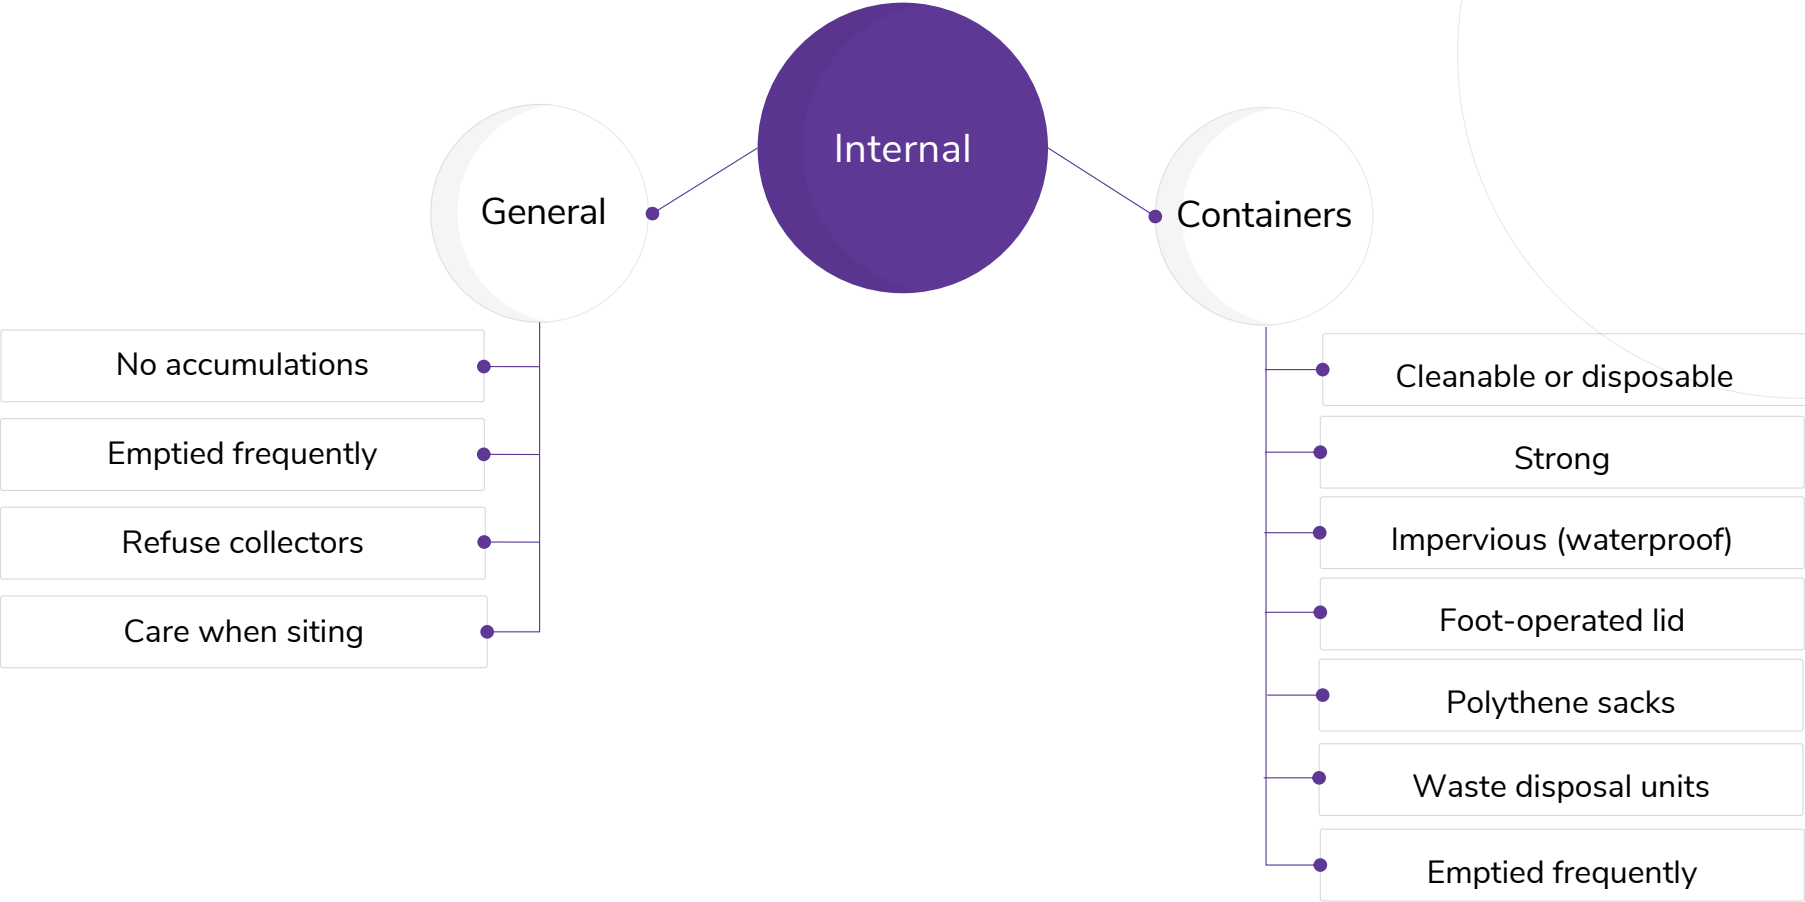 Internal
General
Containers
No accumulations
Emptied frequently
Refuse collectors
Care when siting
Cleanable or disposable
Strong
Impervious (waterproof)
Foot-operated lid
Polythene sacks
Waste disposal units
Emptied frequently